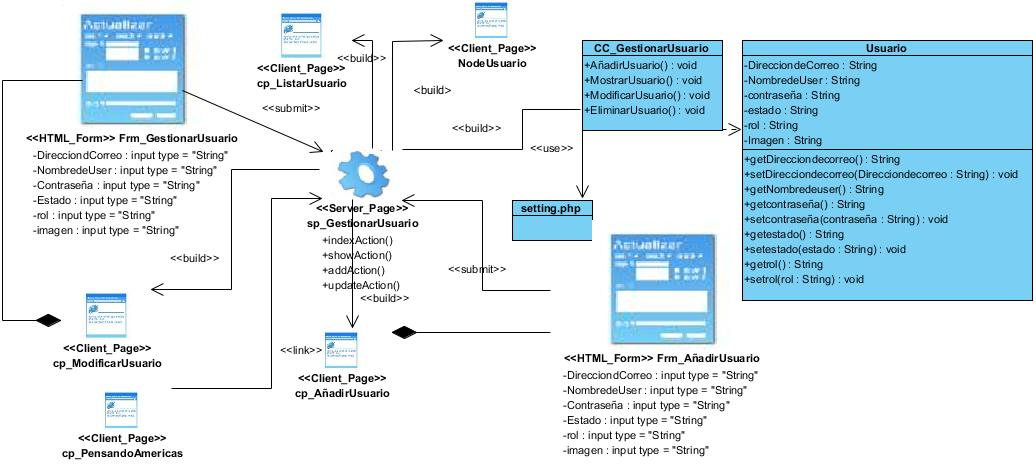 Actualizar
<<HTML_Form>> Frm_GestionarUsuario
-DirecciondCorreo : input type = "String"
-NombredeUser : input type = "String"
-Contraseña : input type = "String"
-Estado : input type = "String"
-rol : input type = "String"
-imagen : input type = "String"
<<Client_Page>>
cp_ListarUsuario
<<build>>
<<Client_Page>>
NodeUsuario
<build>
<<submit>>
<<build>>
CC_GestionarUsuario
+AñadirUsuario() : void
+MostrarUsuario() : void
+ModificarUsuario() : void
+EliminarUsuario() : void
<<use>>
Usuario
-DirecciondeCorreo : String
-NombredeUser : String
-contraseña : String
-estado : String
-rol : String
-Imagen : String
+getDirecciondecorreo() : String
+setDirecciondecorreo(Direcciondecorreo : String) : void
+getNombredeuser() : String
+getcontraseña() : String
+setcontraseña(contraseña : String) : void
+getestado() : String
+setestado(estado : String) : void
+getrol() : String
+setrol(rol : String) : void
setting.php
<<Server_Page>>
sp_GestionarUsuario
+indexAction()
+showAction()
+addAction()
+updateAction()
<<build>>
<<submit>>
<<build>>
<<link>>
<<Client_Page>>
cp_ModificarUsuario
<<Client_Page>>
cp_AñadirUsuario
<<Client_Page>>
cp_PensandoAmericas
Actualizar
<<HTML_Form>> Frm_AñadirUsuario
-DirecciondCorreo : input type = "String"
-NombredeUser : input type = "String"
-Contraseña : input type = "String"
-Estado : input type = "String"
-rol : input type = "String"
-imagen : input type = "String"